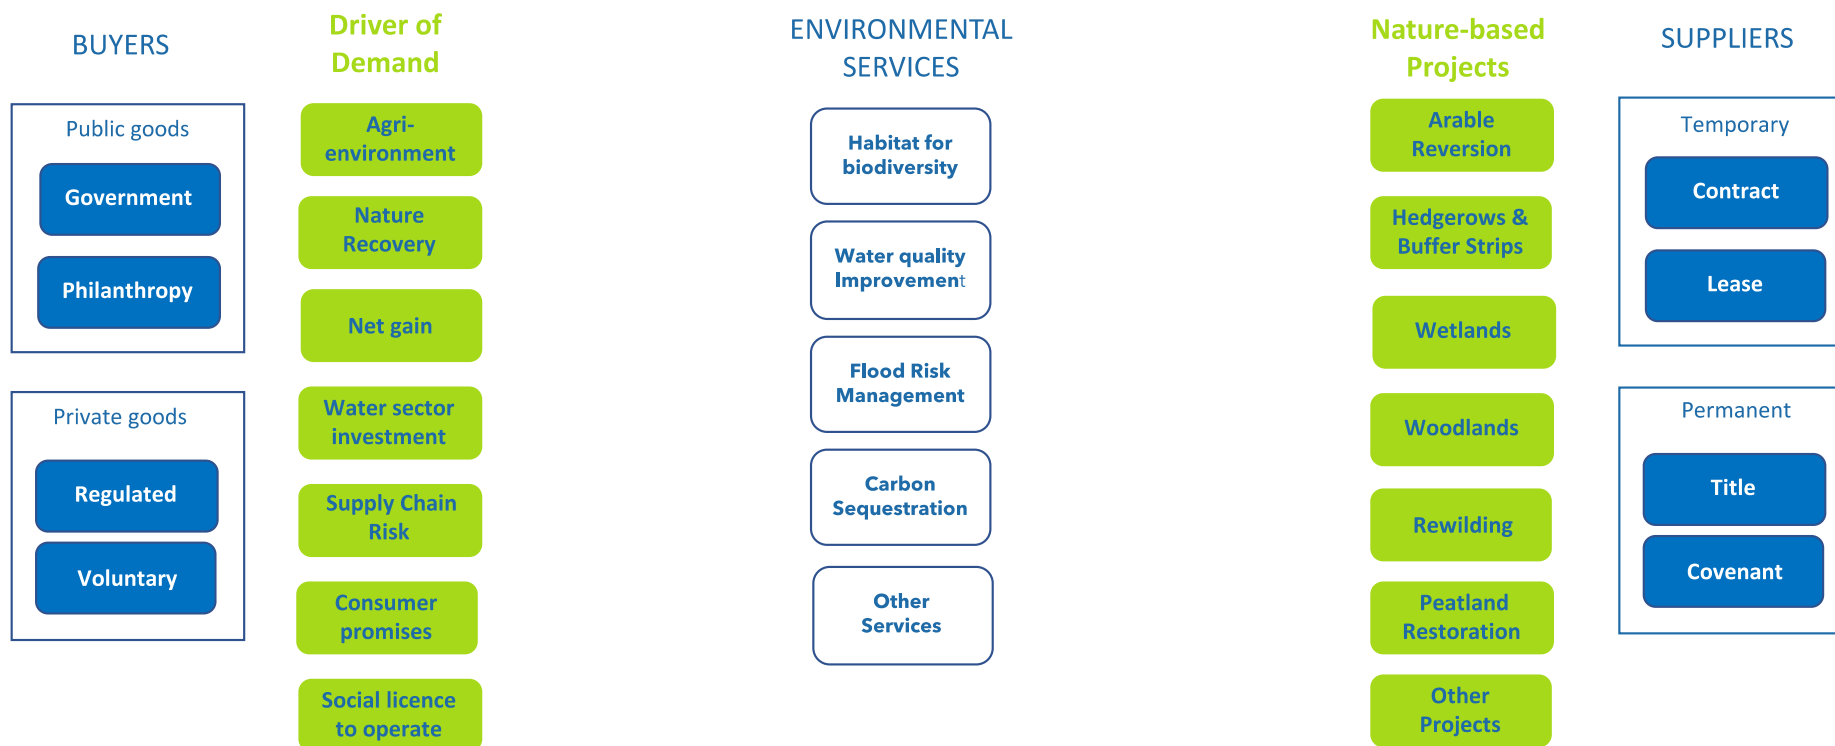 BUYERS
Public goods
Government
Philanthropy
Private goods
Regulated
Voluntary
Driver of
Demand
Agri-
environment
Nature
Recovery
Net gain
Water sector
investment
Supply Chain
Risk
Consumer
promises
Social licence
to operate
ENVIRONMENTAL
SERVICES
Habitat for
biodiversity
Water quality
Improvement
Flood Risk
Management
Carbon
Sequestration
Other
Services
Nature-based
Projects
Arable
Reversion
Hedgerows &
Buffer Strips
Wetlands
Woodlands
Rewilding
Peatland
Restoration
Other
Projects
SUPPLIERS
Temporary
Contract
Lease
Permanent
Title
Covenant